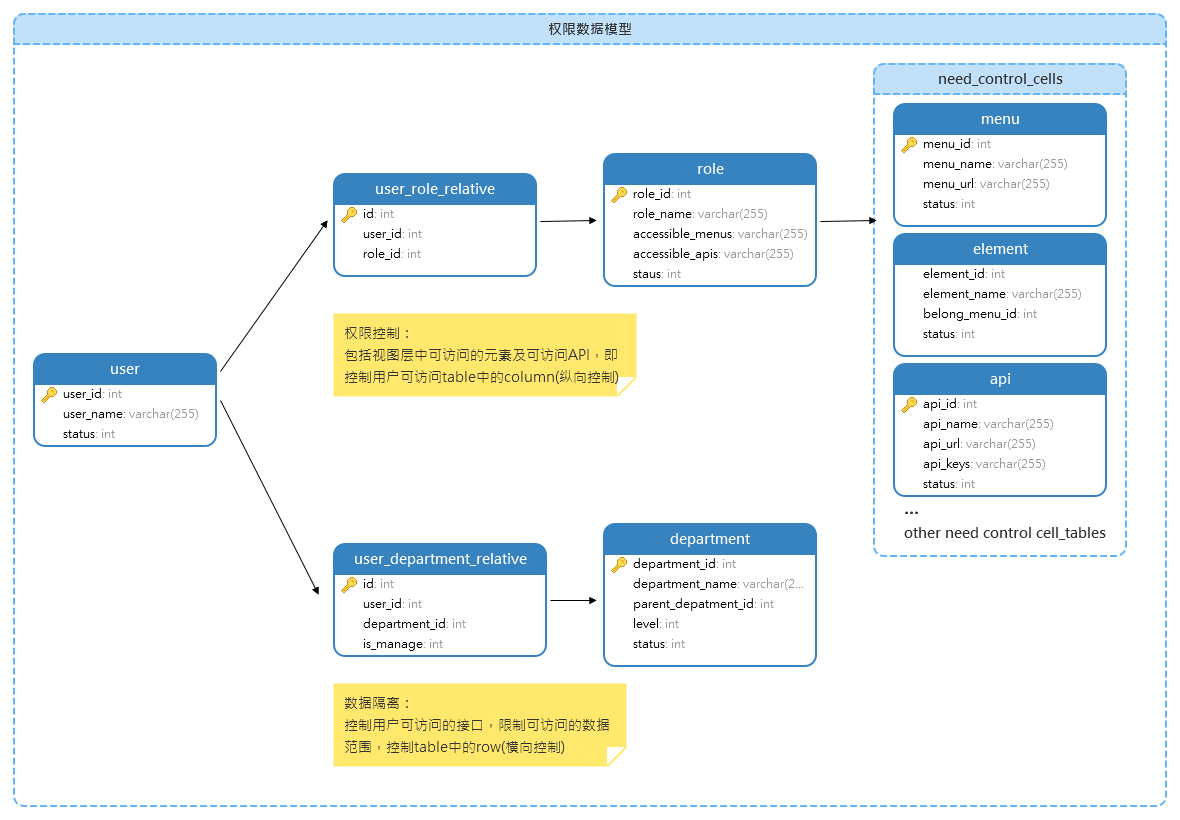 权限数据模型
need_control_cells
menu
menu_id: int
menu_name: varchar(255)
menu_url: varchar(255)
status: int
element
element_id: int
element_name: varchar(255)
belong_menu_id: int
status: int
api
api_id: int
api_name: varchar(255)
api_url: varchar(255)
api_keys: varchar(255)
status: int
...
other need control cell_tables
role
role_id: int
role_name: varchar(255)
accessible_menus: varchar(255)
accessible_apis: varchar(255)
staus: int
user_role_relative
id: int
user_id: int
role_id: int
权限控制：
包括视图层中可访问的元素及可访问API，即
控制用户可访问table中的column(纵向控制)
user
user_id: int
user_name: varchar(255)
status: int
user_department_relative
id: int
user_id: int
department_id: int
is_manage: int
department
department_id: int
department_name: varchar(2...
parent_depatment_id: int
level: int
status: int
数据隔离：
控制用户可访问的接口，限制可访问的数据
范围，控制table中的row(横向控制)